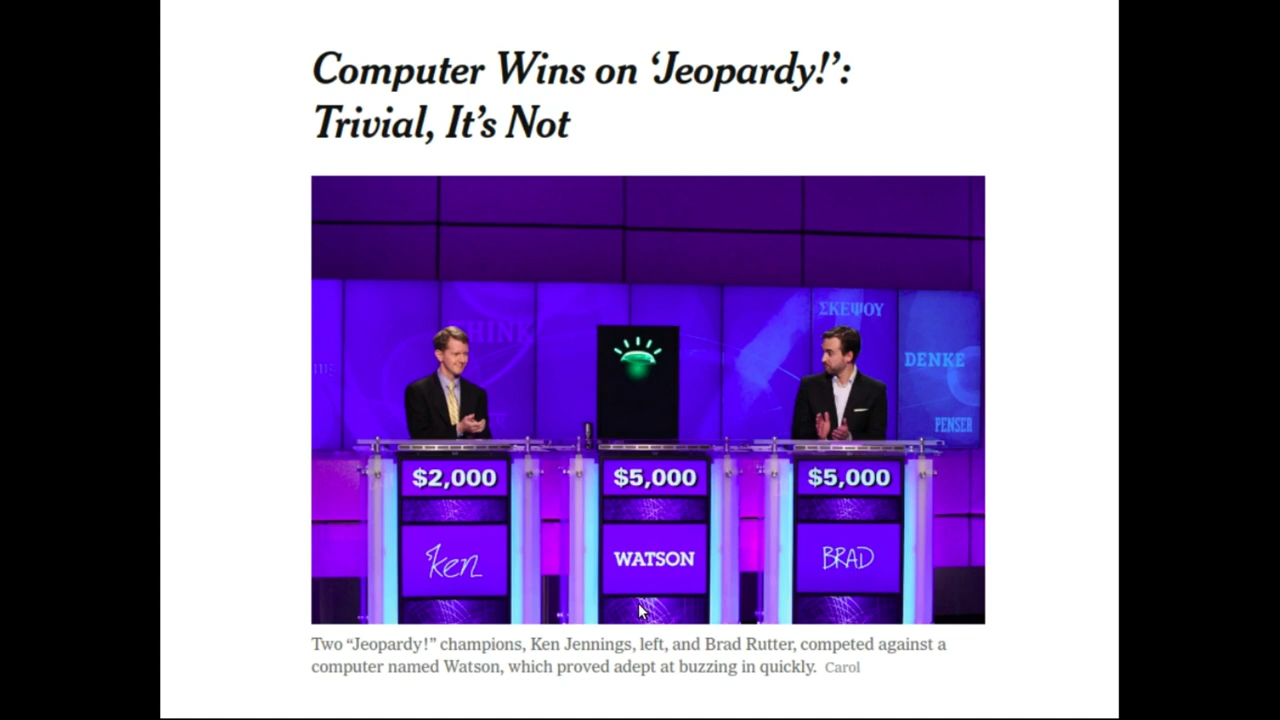 Computer Wins on ‘Jeopardy!’:
Trivial, It’s Not
THINK
ΣΚΕΨΟΥ
DENKE
PENSER
$2,000
$5,000
$5,000
Ken
WATSON
BRAD
Two “Jeopardy!” champions, Ken Jennings, left, and Brad Rutter, competed against a
computer named Watson, which proved adept at buzzing in quickly. Carol